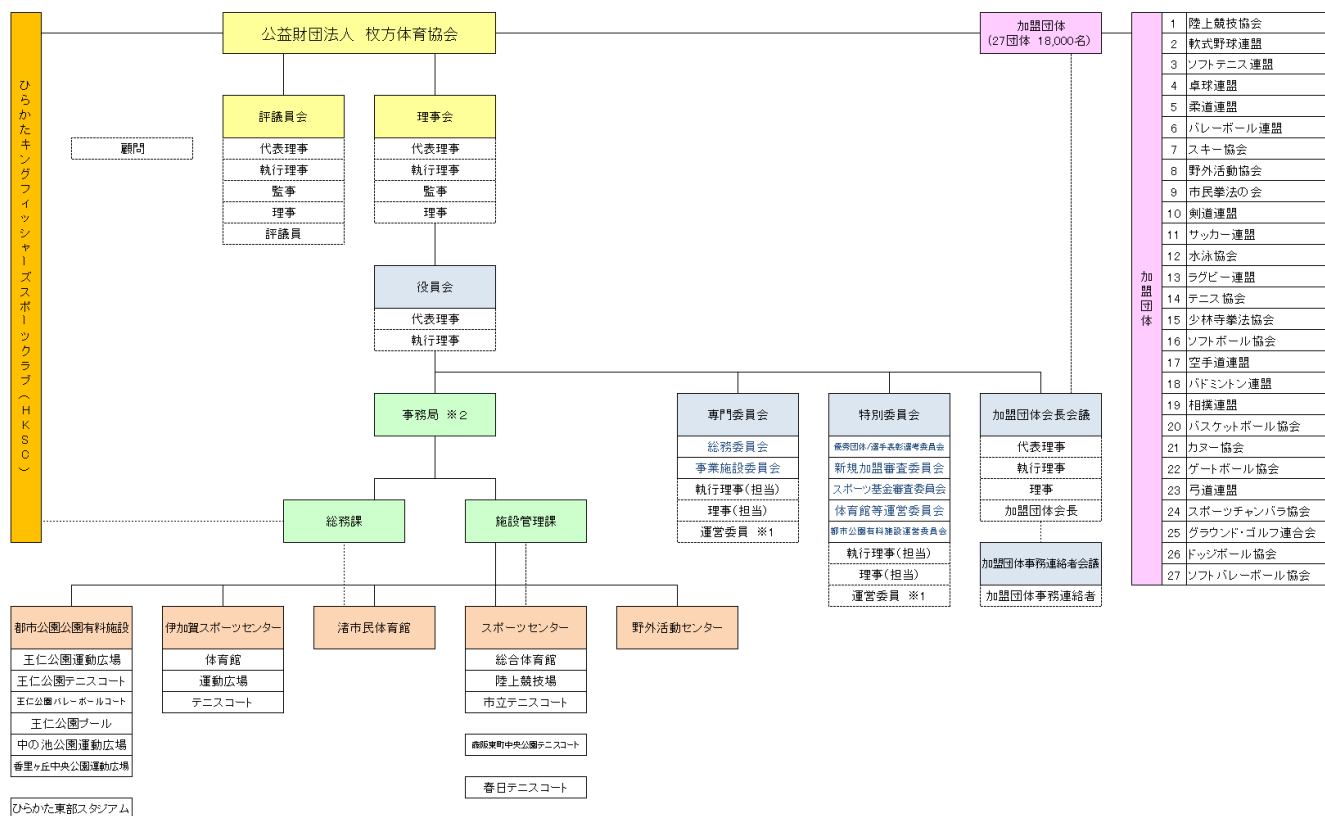 公益財団法人 枚方体育協会
加盟団体
(27団体 18,000名)
ひらかたキングフィッシャーズスポーツクラブ(HKSC)
顧問
評議員会
代表理事
執行理事
監事
理事
評議員
理事会
代表理事
執行理事
監事
理事
役員会
代表理事
執行理事
事務局 ※2
専門委員会
総務委員会
事業施設委員会
執行理事(担当)
理事(担当)
運営委員 ※1
特別委員会
優秀団体/選手表彰選考委員会
新規加盟審査委員会
スポーツ基金審査委員会
体育館等運営委員会
都市公園有料施設運営委員会
執行理事(担当)
理事(担当)
運営委員 ※1
加盟団体会長会議
代表理事
執行理事
理事
加盟団体会長
加盟団体事務連絡者会議
加盟団体事務連絡者
総務課
施設管理課
都市公園公園有料施設
王仁公園運動広場
王仁公園テニスコート
王仁公園バレーボールコート
王仁公園プール
中の池公園運動広場
香里ヶ丘中央公園運動広場
ひらかた東部スタジアム
伊加賀スポーツセンター
体育館
運動広場
テニスコート
渚市民体育館
スポーツセンター
総合体育館
陸上競技場
市立テニスコート
藤阪東町中央公園テニスコート
春日テニスコート
野外活動センター
加盟団体
1 陸上競技協会
2 軟式野球連盟
3 ソフトテニス連盟
4 卓球連盟
5 柔道連盟
6 バレーボール連盟
7 スキー協会
8 野外活動協会
9 市民拳法の会
10 剣道連盟
11 サッカー連盟
12 水泳協会
13 ラグビー連盟
14 テニス協会
15 少林寺拳法協会
16 ソフトボール協会
17 空手道連盟
18 バドミントン連盟
19 相撲連盟
20 バスケットボール協会
21 カヌー協会
22 ゲートボール協会
23 弓道連盟
24 スポーツチャンバラ協会
25 グラウンド・ゴルフ連合会
26 ドッジボール協会
27 ソフトバレーボール協会